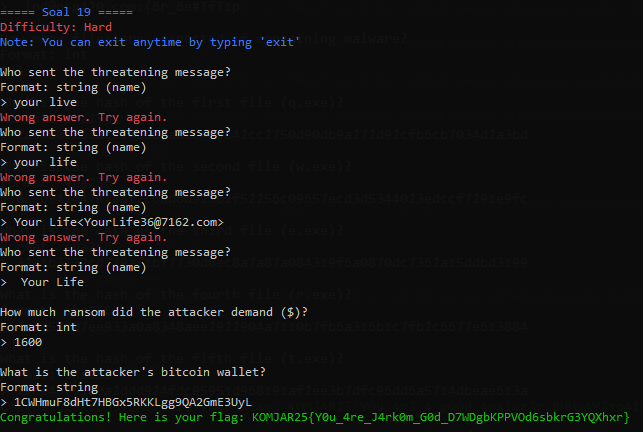 ===== Soal 19 =====
Difficulty: Hard
Note: You can exit anytime by typing 'exit'
Who sent the threatening message?
Format: string (name)
> your live
Wrong answer. Try again.
Who sent the threatening message?
Format: string (name)
> your life
Wrong answer. Try again.
Who sent the threatening message?
Format: string (name)
> Your Life<YourLife36@7162.com>
Wrong answer. Try again.
Who sent the threatening message?
Format: string (name)
>  Your Life
How much ransom did the attacker demand ($)?
Format: int
> 1600
What is the attacker's bitcoin wallet?
Format: string
> 1CWHmuF8dHt7HBGx5RKKLgg9QA2GmE3UyL
Congratulations! Here is your flag: KOMJAR25{Y0u_4re_J4rk0m_G0d_D7WDgbKPPVOd6sbkrG3YQXhxr}